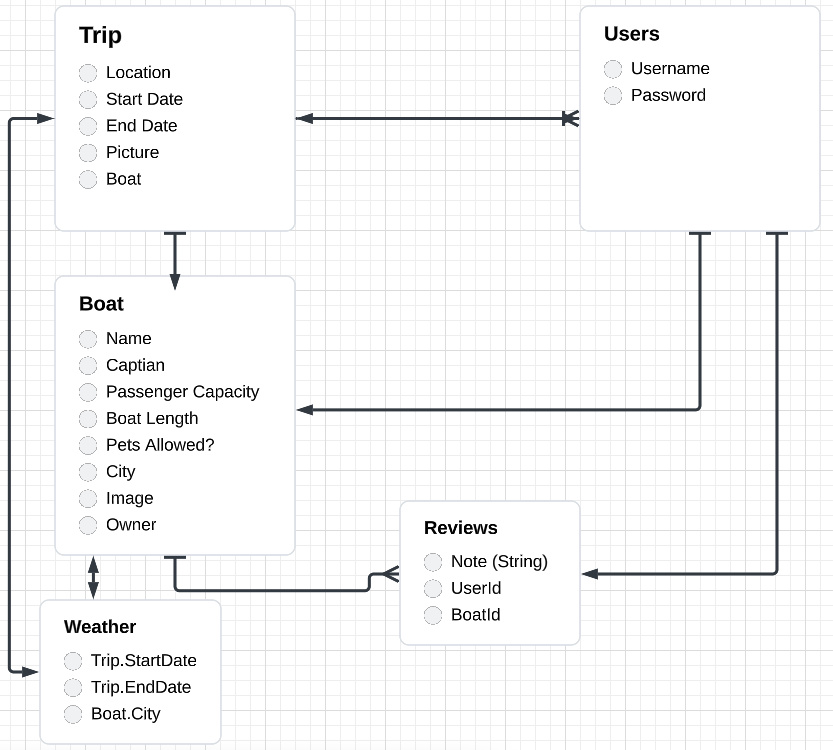 Trip
Location
Start Date
End Date
Picture
Boat
Users
Username
Password
Boat
Name
Captian
Passenger Capacity
Boat Length
Pets Allowed?
City
Image
Owner
Reviews
Note (String)
UserId
BoatId
Weather
Trip.StartDate
Trip.EndDate
Boat.City